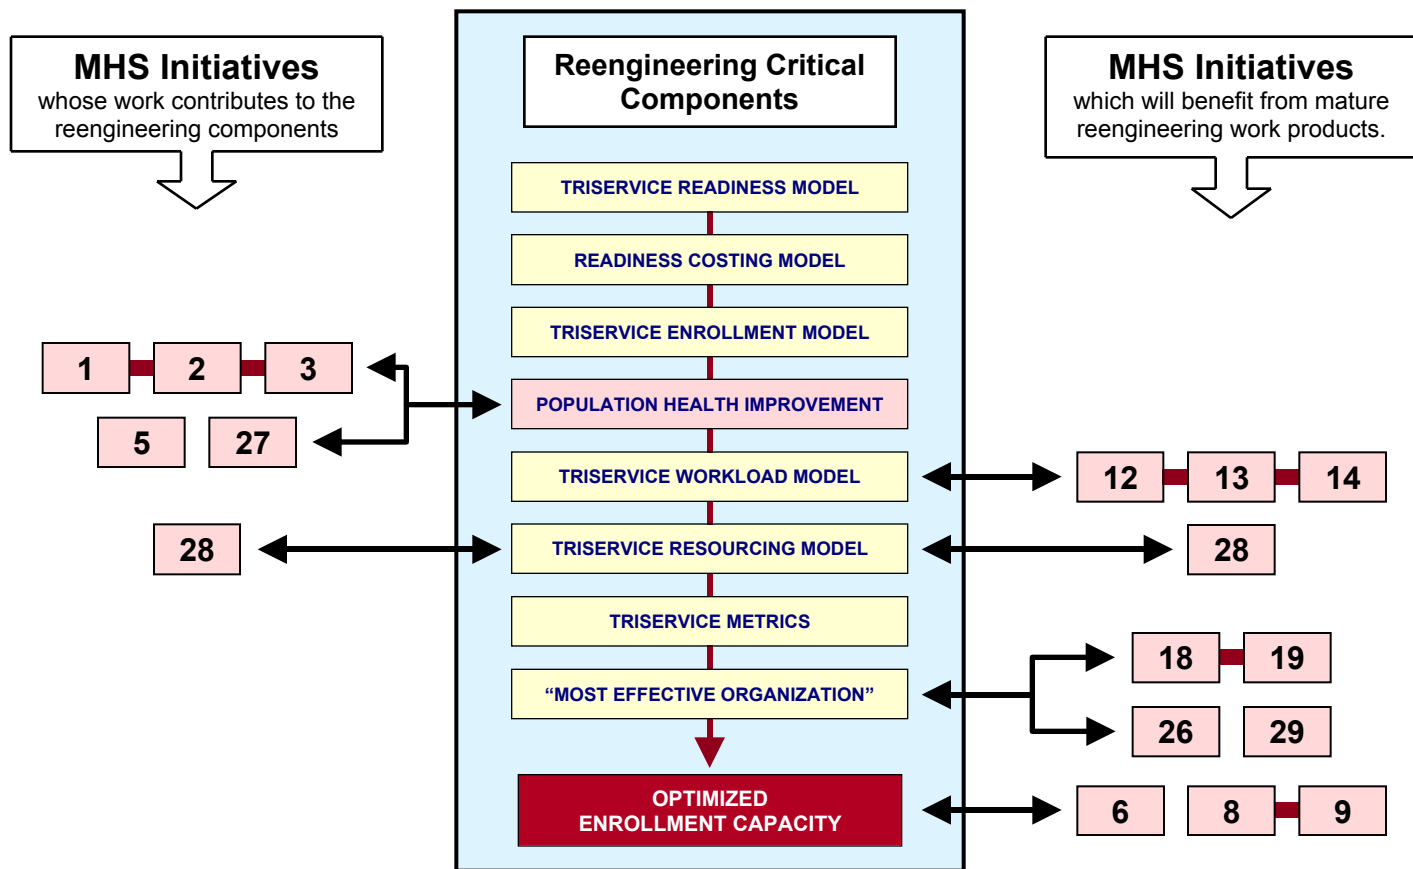 MHS Initiatives
whose work contributes to the
reengineering components
Reengineering Critical
Components
MHS Initiatives
which will benefit from mature
reengineering work products.
TRISERVICE READINESS MODEL
READINESS COSTING MODEL
TRISERVICE ENROLLMENT MODEL
1 2 3
POPULATION HEALTH IMPROVEMENT
5 27
TRISERVICE WORKLOAD MODEL
12 13 14
28
TRISERVICE RESOURCING MODEL
28
TRISERVICE METRICS
18 19
“MOST EFFECTIVE ORGANIZATION”
26 29
OPTIMIZED
ENROLLMENT CAPACITY
6 8 9